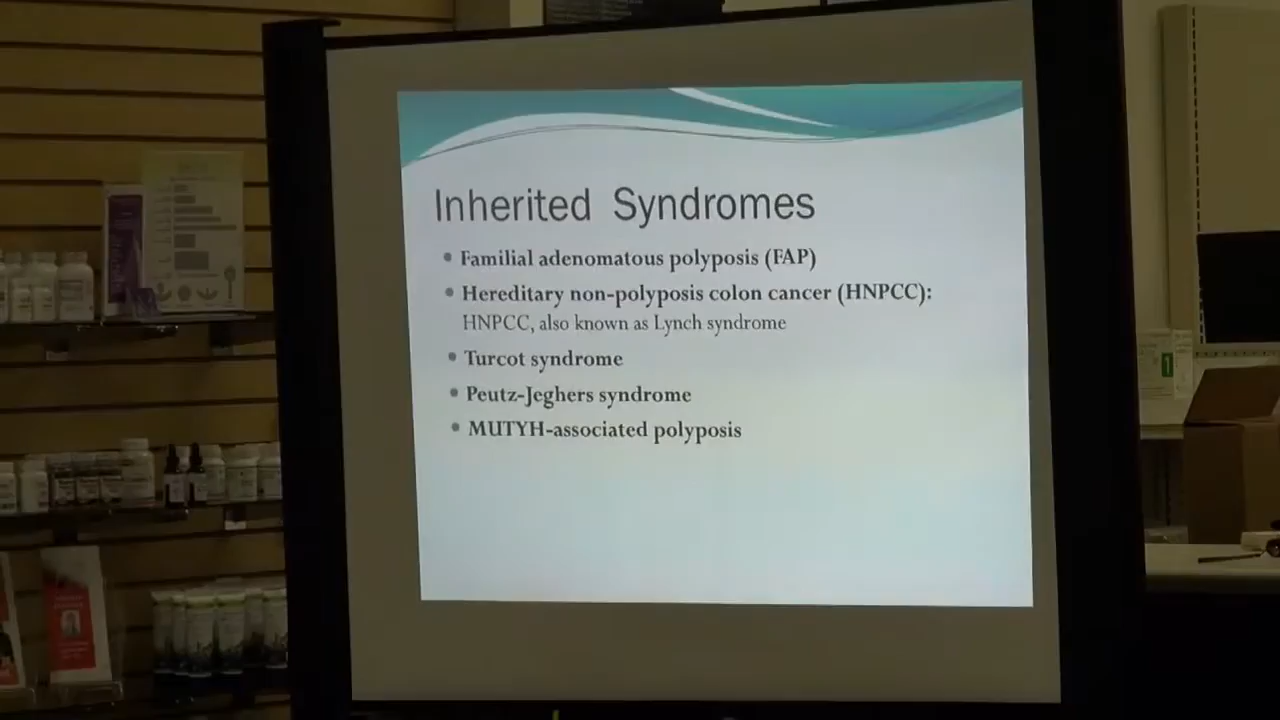 Inherited Syndromes
• Familial adenomatous polyposis (FAP)
• Hereditary non-polyposis colon cancer (HNPCC):
HNPCC, also known as Lynch syndrome
• Turcot syndrome
• Peutz-Jeghers syndrome
• MUTYH-associated polyposis
1